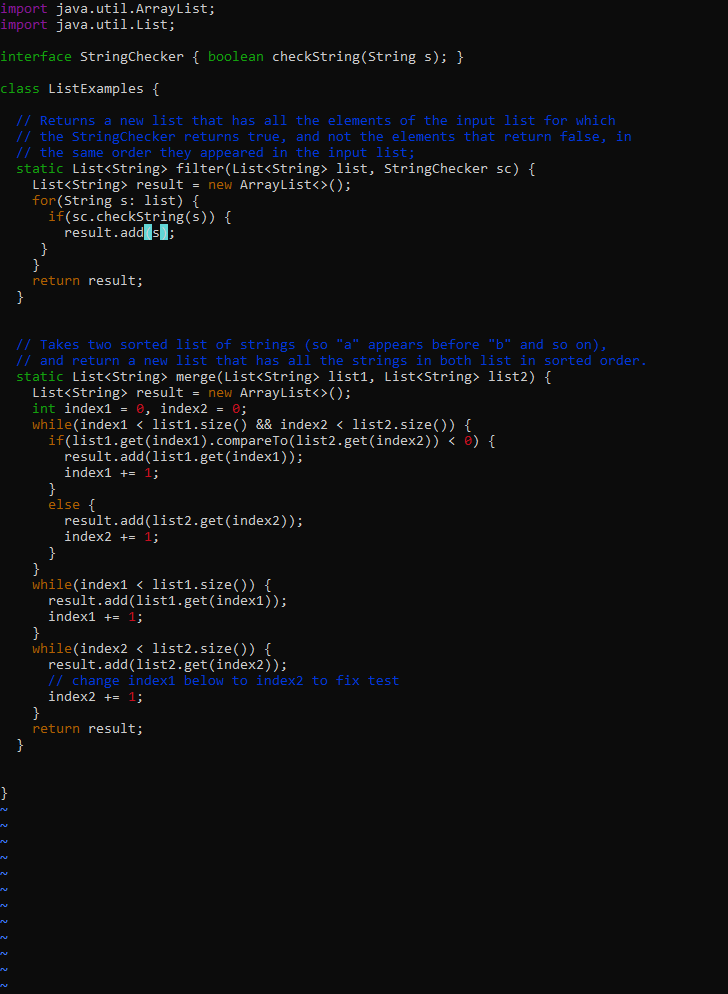 import java.util.ArrayList;
import java.util.List;

interface StringChecker { boolean checkString(String s); }

class ListExamples {

  // Returns a new list that has all the elements of the input list for which
  // the StringChecker returns true, and not the elements that return false, in
  // the same order they appeared in the input list;
  static List<String> filter(List<String> list, StringChecker sc) {
    List<String> result = new ArrayList<>();
    for(String s: list) {
      if(sc.checkString(s)) {
        result.add(s);
     }
    }
    return result;
  }


  // Takes two sorted list of strings (so "a" appears before "b" and so on),
  // and return a new list that has all the strings in both list in sorted order.
  static List<String> merge(List<String> list1, List<String> list2) {
    List<String> result = new ArrayList<>();
    int index1 = 0, index2 = 0;
    while(index1 < list1.size() && index2 < list2.size()) {
      if(list1.get(index1).compareTo(list2.get(index2)) < 0) {
        result.add(list1.get(index1));
        index1 += 1;
      }
      else {
        result.add(list2.get(index2));
        index2 += 1;
      }
    }
    while(index1 < list1.size()) {
      result.add(list1.get(index1));
      index1 += 1;
    }
    while(index2 < list2.size()) {
      result.add(list2.get(index2));
      // change index1 below to index2 to fix test
      index2 += 1;
    }
    return result;
  }


}
~
~
~
~
~
~
~
~
~
~
~
~